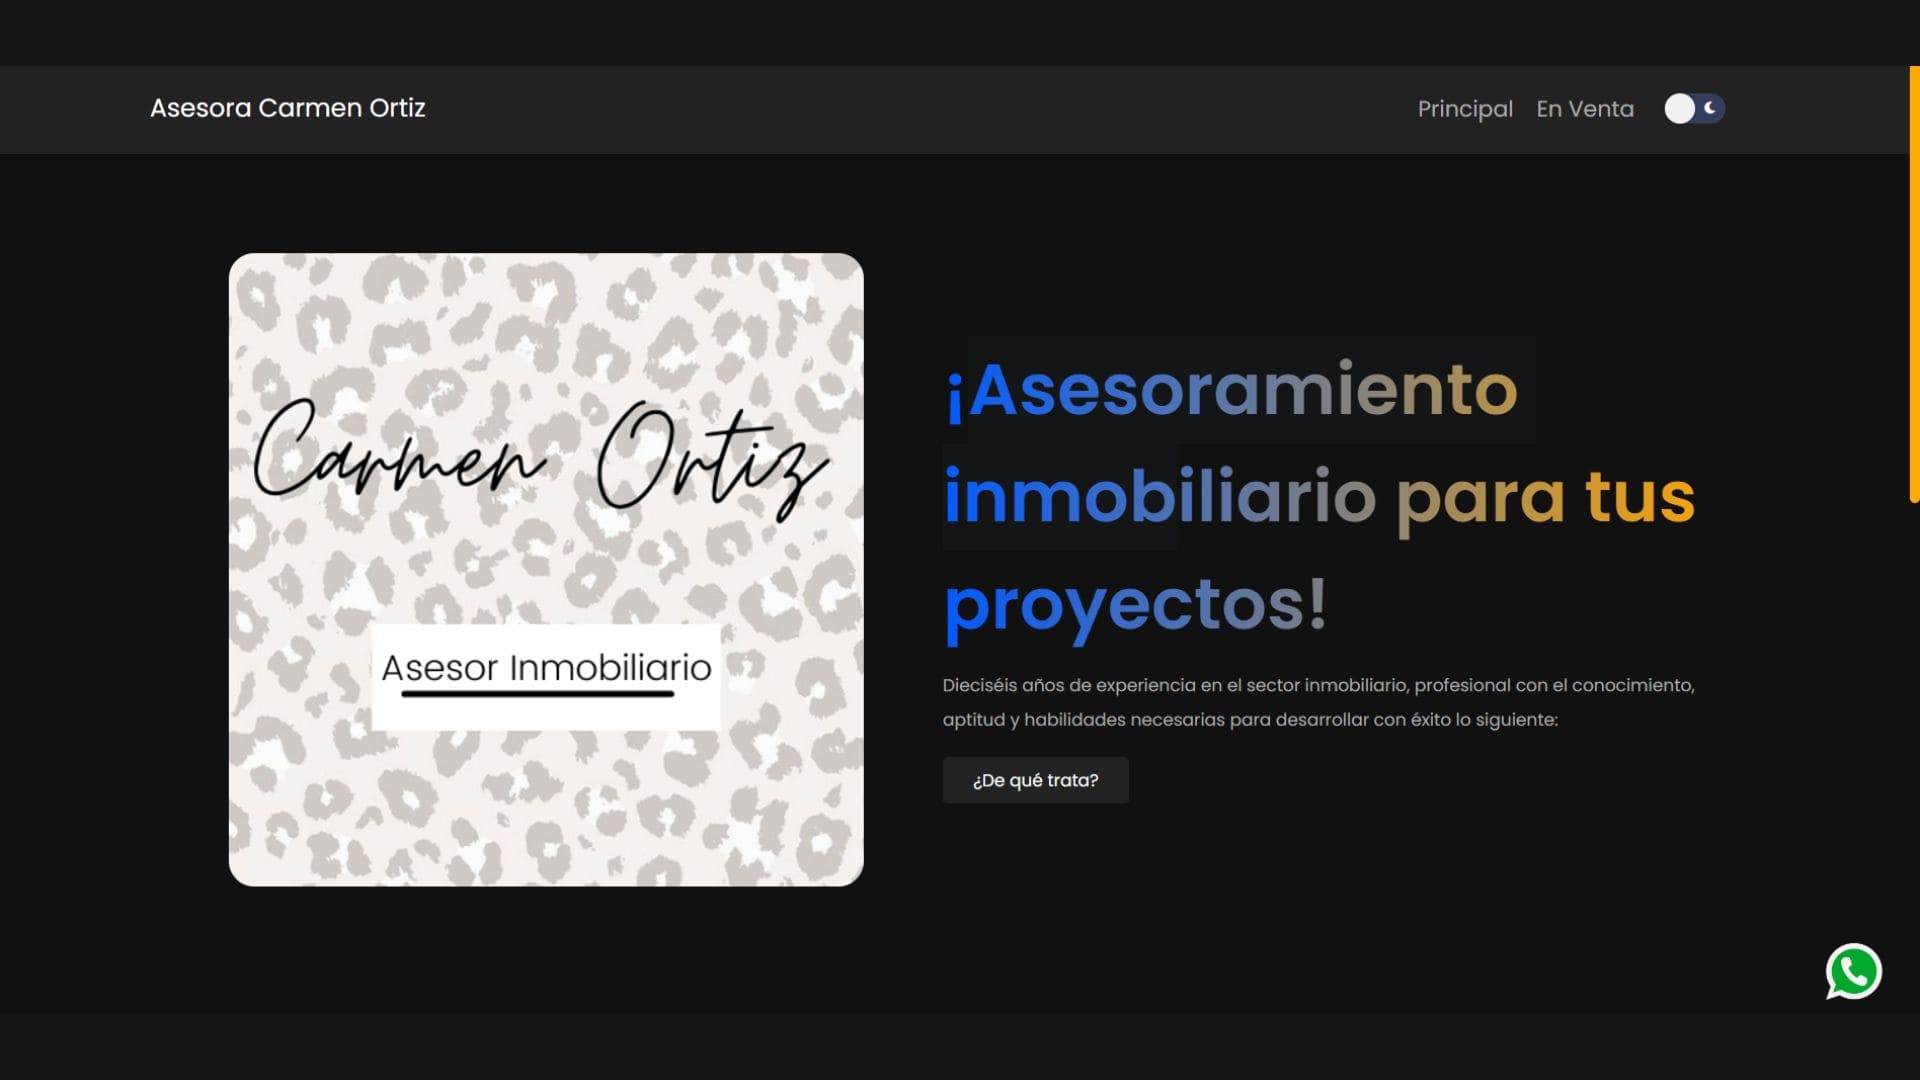 Asesora Carmen Ortiz
Principal
En Venta
Carmen Ortiz
Asesor Inmobiliario
¡Asesoramiento
inmobiliario para tus
proyectos!
Dieciséis años de experiencia en el sector inmobiliario, profesional con el conocimiento,
aptitud y habilidades necesarias para desarrollar con éxito lo siguiente:
¿De qué trata?